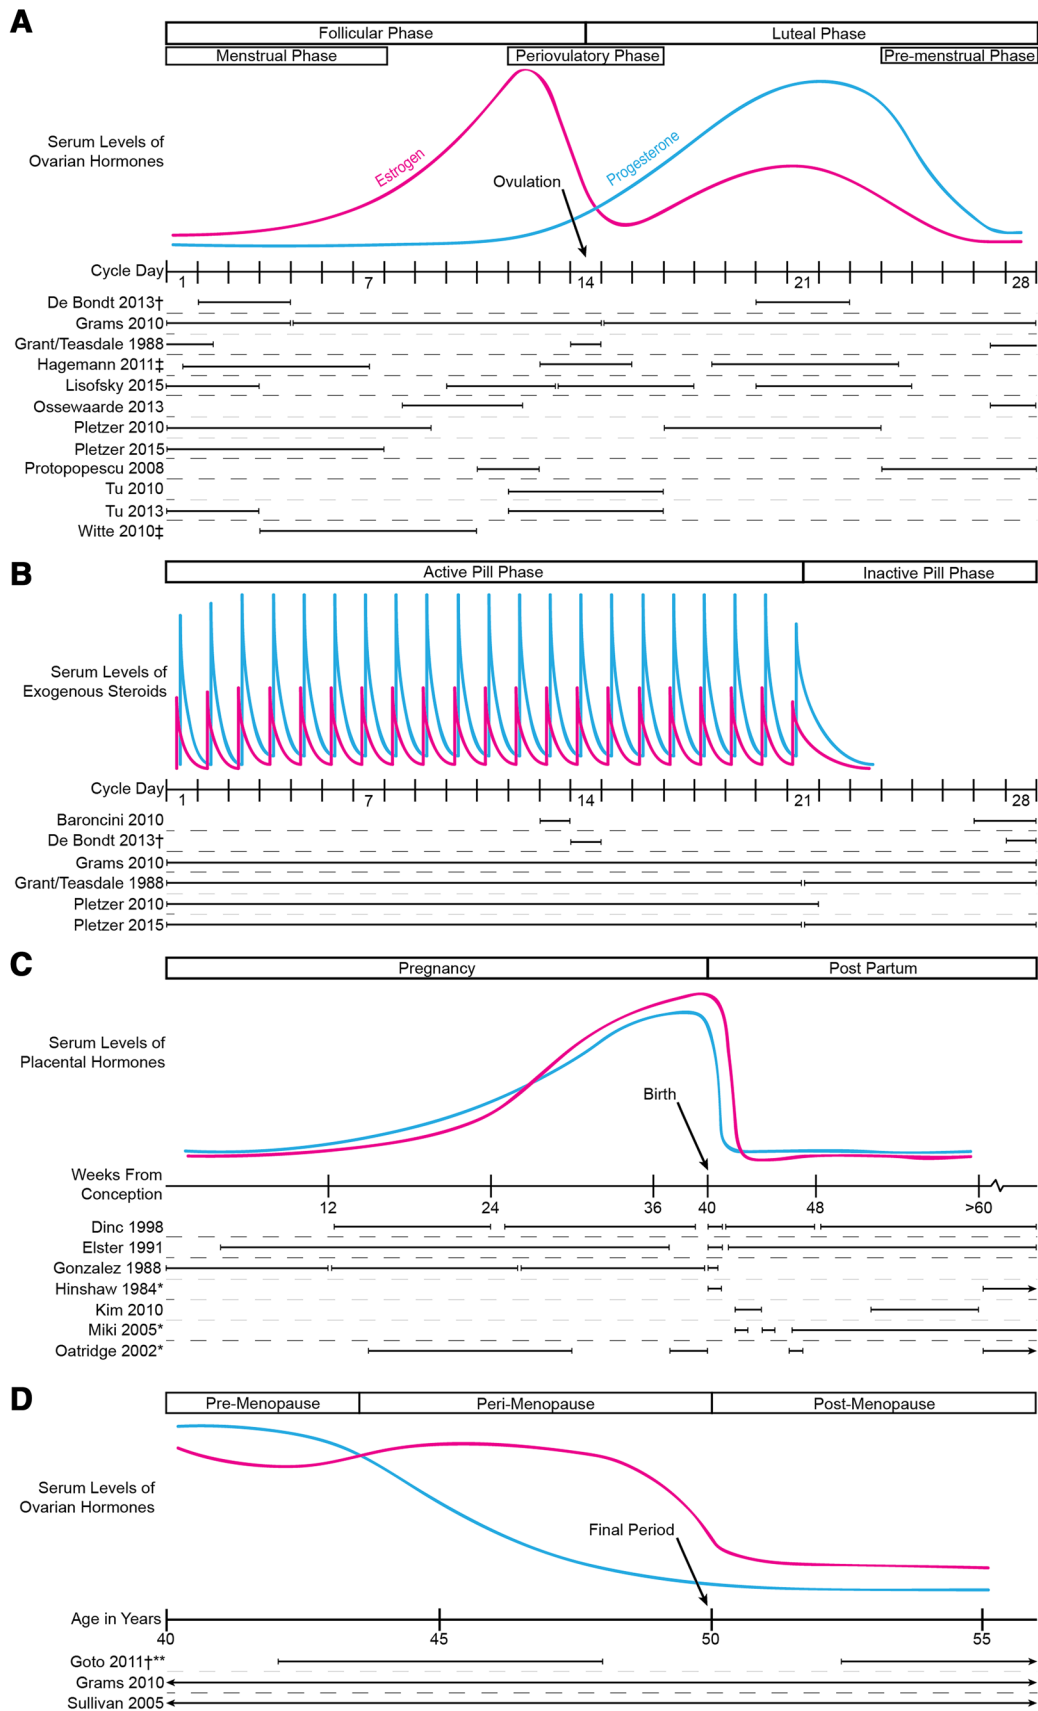 A
Follicular Phase
Luteal Phase
Menstrual Phase
Periovulatory Phase
Pre-menstrual Phase
Serum Levels of
Ovarian Hormones
Estrogen
Progesterone
Ovulation
Cycle Day
1 7 14 21 28
De Bondt 2013†
Grams 2010
Grant/Teasdale 1988
Hagemann 2011‡
Lisofsky 2015
Ossewaarde 2013
Pletzer 2010
Pletzer 2015
Protopopescu 2008
Tu 2010
Tu 2013
Witte 2010‡
B
Active Pill Phase
Inactive Pill Phase
Serum Levels of
Exogenous Steroids
Cycle Day
1 7 14 21 28
Baroncini 2010
De Bondt 2013†
Grams 2010
Grant/Teasdale 1988
Pletzer 2010
Pletzer 2015
C
Pregnancy
Post Partum
Serum Levels of
Placental Hormones
Birth
Weeks From
Conception
12 24 36 40 48 >60
Dinc 1998
Elster 1991
Gonzalez 1988
Hinshaw 1984*
Kim 2010
Miki 2005*
Oatridge 2002*
D
Pre-Menopause
Peri-Menopause
Post-Menopause
Serum Levels of
Ovarian Hormones
Final Period
Age in Years
40 45 50 55
Goto 2011†**
Grams 2010
Sullivan 2005